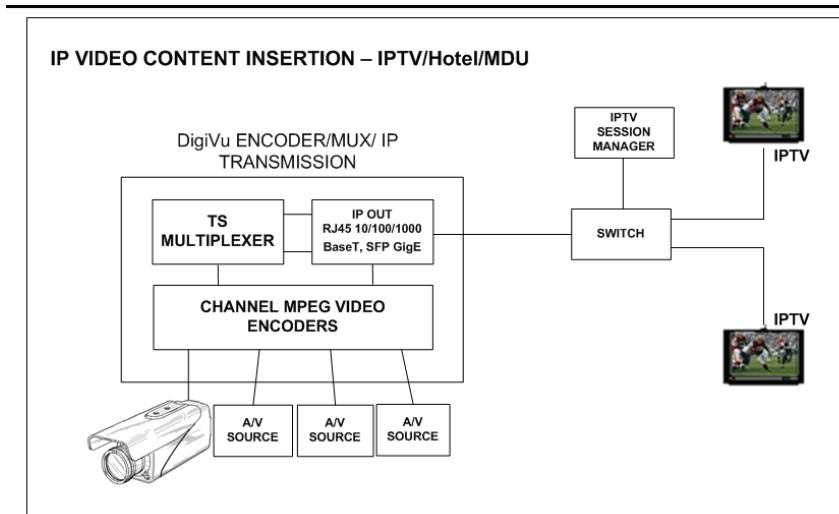 IP VIDEO CONTENT INSERTION – IPTV/Hotel/MDU
DigiVu ENCODER/MUX/ IP
TRANSMISSION
TS
MULTIPLEXER
IP OUT
RJ45 10/100/1000
BaseT, SFP GigE
CHANNEL MPEG VIDEO
ENCODERS
A/V
SOURCE
A/V
SOURCE
A/V
SOURCE
IPTV
SESSION
MANAGER
SWITCH
IPTV
IPTV